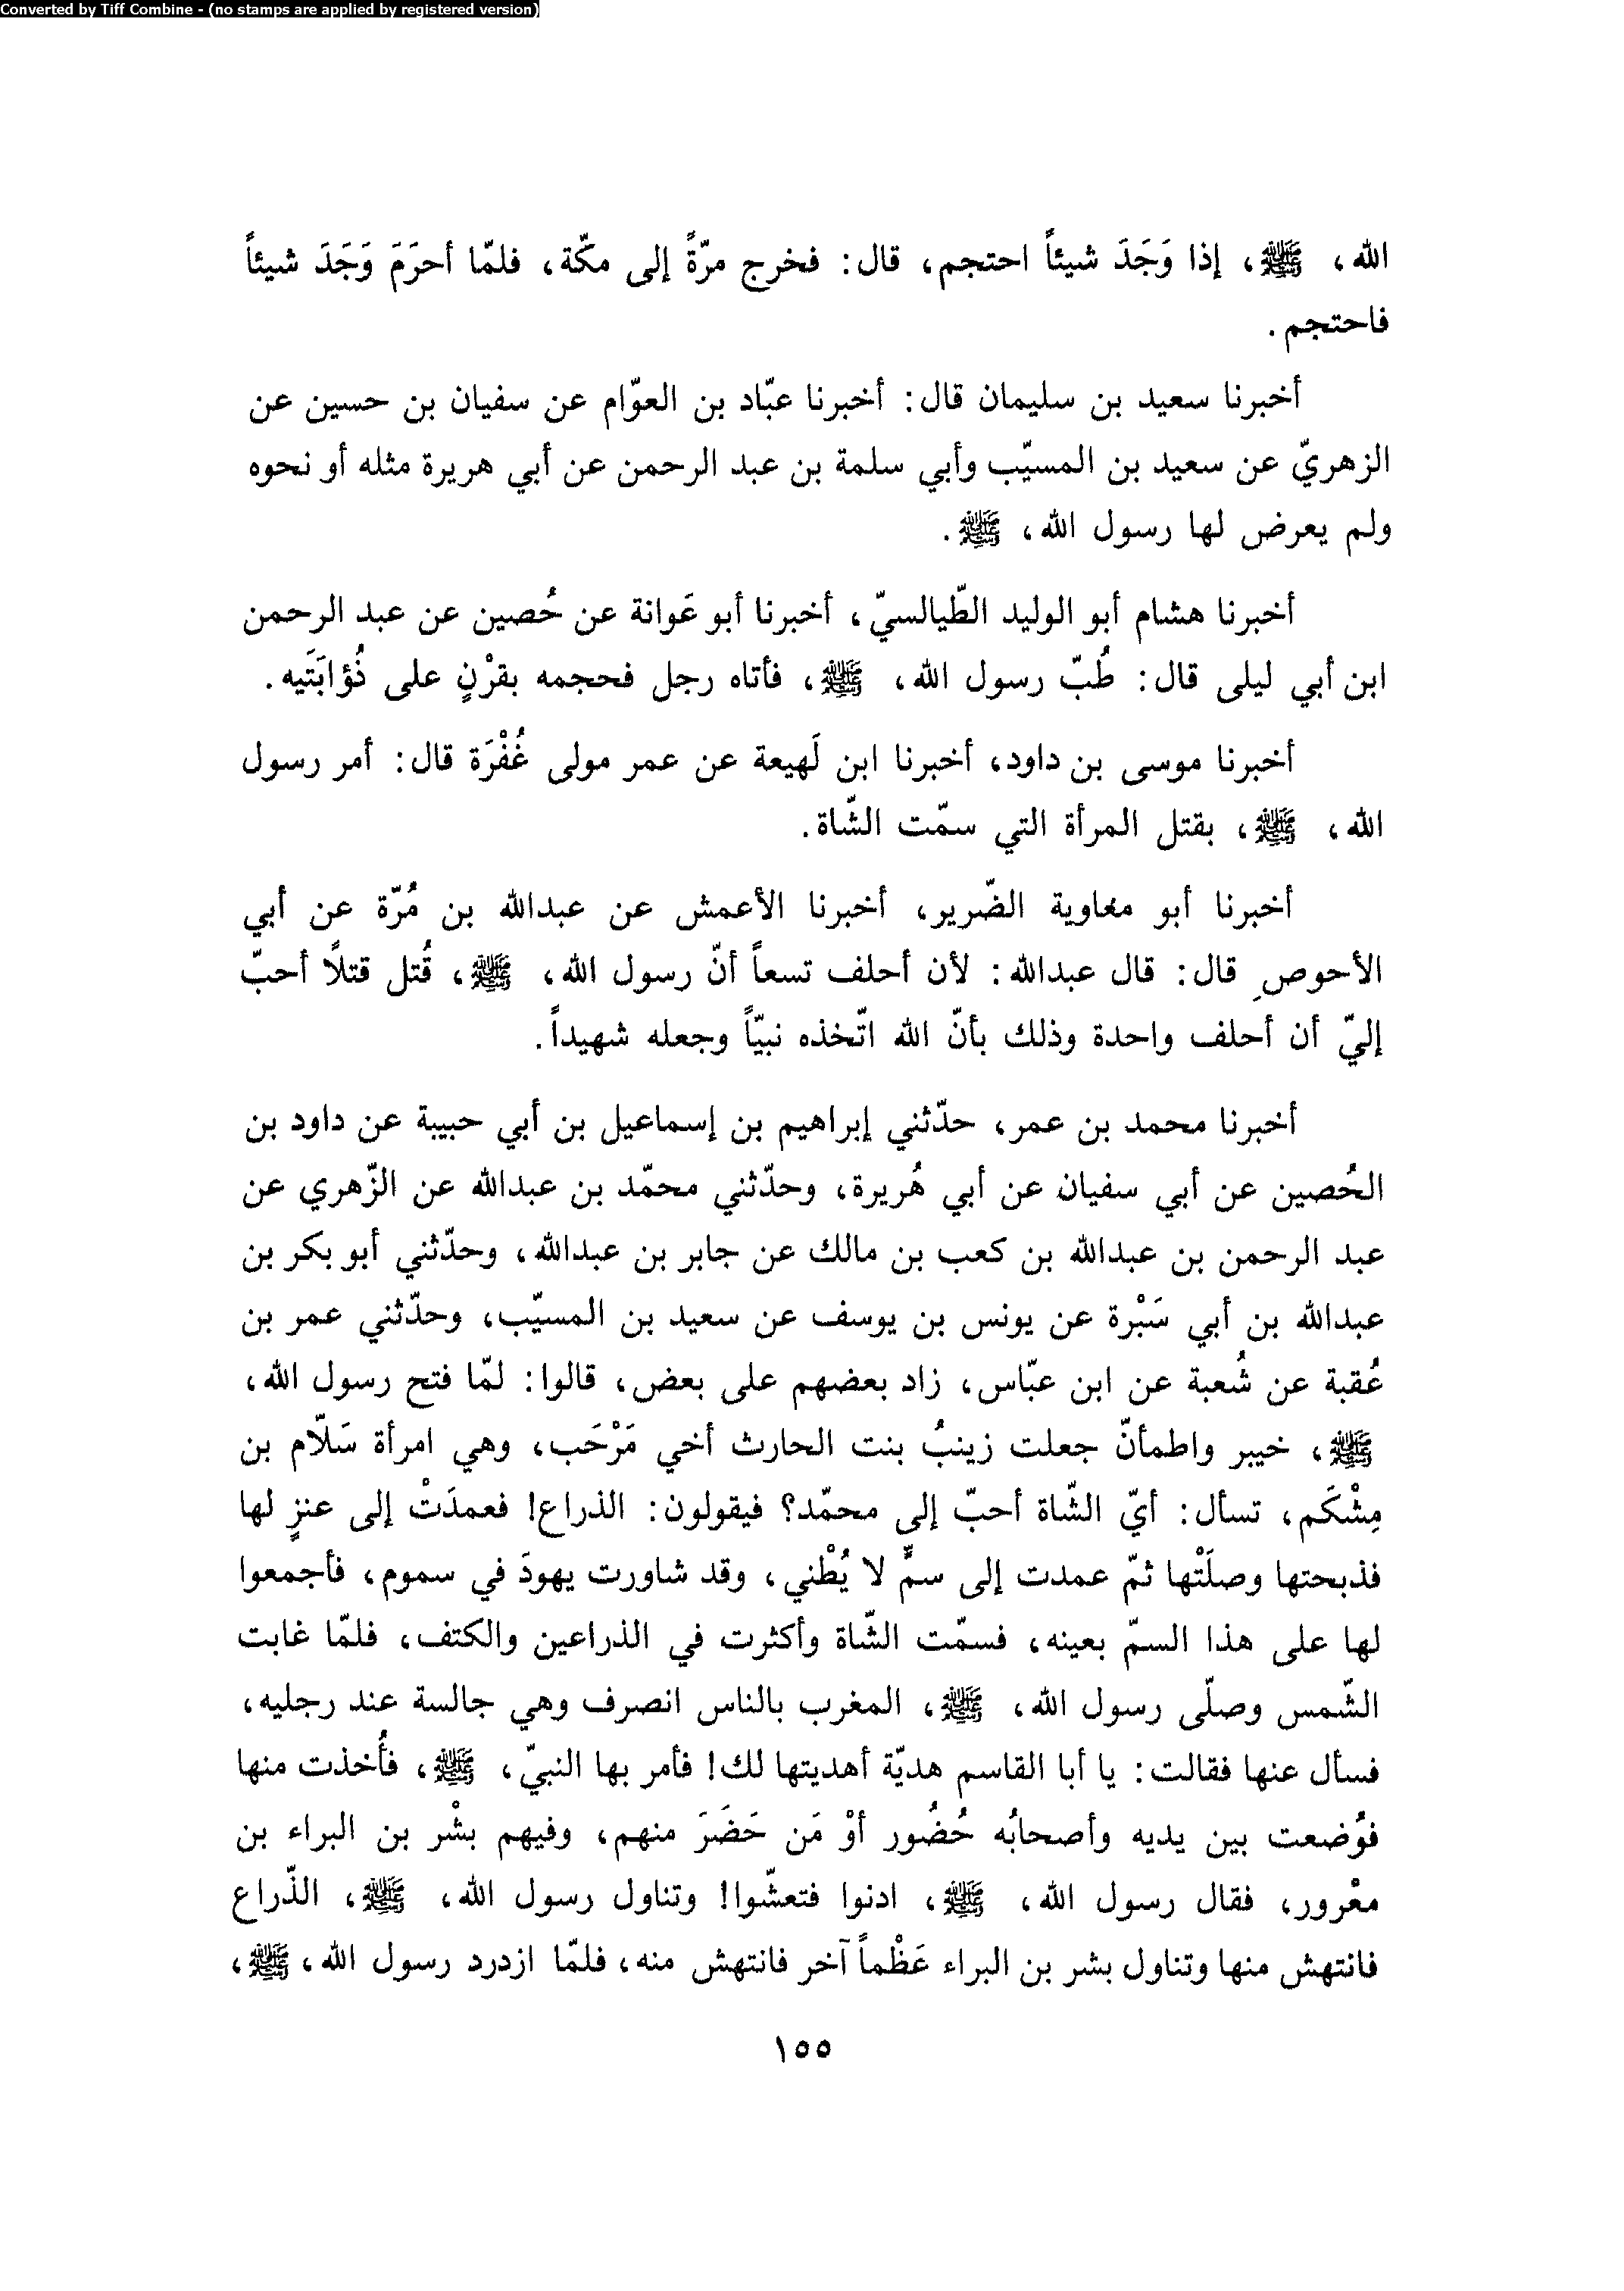 Converted by Tiff Combine - (no stamps are applied by registered version)
الله، ﷺ، إذا وَجَدَ شيئاً احتجم، قال: فخرج مرّةً إلى مكّة، فلمّا أحرَمَ وَجَدَ شيئاً
فاحتجم.
أخبرنا سعيد بن سليمان قال: أخبرنا عبّاد بن العوّام عن سفيان بن حسين عن
الزهريّ عن سعيد بن المسيّب وأبي سلمة بن عبد الرحمن عن أبي هريرة مثله أو نحوه
ولم يعرض لها رسول الله، ﷺ.
أخبرنا هشام أبو الوليد الطّيالسيّ، أخبرنا أبو عَوانة عن حُصين عن عبد الرحمن
ابن أبي ليلى قال: طُبّ رسول الله، ﷺ، فأتاه رجل فحجمه بقرْنٍ على ذُؤابَتَيه.
أخبرنا موسى بن داود، أخبرنا ابن لَهيعة عن عمر مولى غُفْرَة قال: أمر رسول
الله، ﷺ، بقتل المرأة التي سمّت الشّاة.
أخبرنا أبو معاوية الضّرير، أخبرنا الأعمش عن عبدالله بن مُرّة عن أبي
الأحوصِ قال: قال عبدالله: لأن أحلف تسعاً أنّ رسول الله، ﷺ، قُتل قتلاً أحبّ
إليّ أن أحلف واحدة وذلك بأنّ الله اتّخذه نبيّاً وجعله شهيداً.
أخبرنا محمد بن عمر، حدّثني إبراهيم بن إسماعيل بن أبي حبيبة عن داود بن
الحُصين عن أبي سفيان عن أبي هُريرة، وحدّثني محمّد بن عبدالله عن الزّهري عن
عبد الرحمن بن عبدالله بن كعب بن مالك عن جابر بن عبدالله، وحدّثني أبو بكر بن
عبدالله بن أبي سَبْرة عن يونس بن يوسف عن سعيد بن المسيّب، وحدّثني عمر بن
عُقبة عن شُعبة عن ابن عبّاس، زاد بعضهم على بعض، قالوا: لمّا فتح رسول الله،
ﷺ، خيبر واطمأنّ جعلت زينبُ بنت الحارث أخي مَرْحَب، وهي امرأة سَلّام بن
مِشْكَم، تسأل: أيّ الشّاة أحبّ إلى محمّد؟ فيقولون: الذراع! فعمدَتْ إلى عنزٍ لها
فذبحتها وصلَتْها ثمّ عمدت إلى سمٍّ لا يُطْني، وقد شاورت يهودَ في سموم، فأجمعوا
لها على هذا السمّ بعينه، فسمّت الشّاة وأكثرت في الذراعين والكتف، فلمّا غابت
الشّمس وصلّى رسول الله، ﷺ، المغرب بالناس انصرف وهي جالسة عند رجليه،
فسأل عنها فقالت: يا أبا القاسم هديّة أهديتها لك! فأمر بها النبيّ، ﷺ، فأُخذت منها
فوُضعت بين يديه وأصحابُه حُضُور أوْ مَن حَضَرَ منهم، وفيهم بشْر بن البراء بن
معْرور، فقال رسول الله، ﷺ، ادنوا فتعشّوا! وتناول رسول الله، ﷺ، الذّراع
فانتهش منها وتناول بشر بن البراء عَظْماً آخر فانتهش منه، فلمّا ازدرد رسول الله، ﷺ،
١٥٥